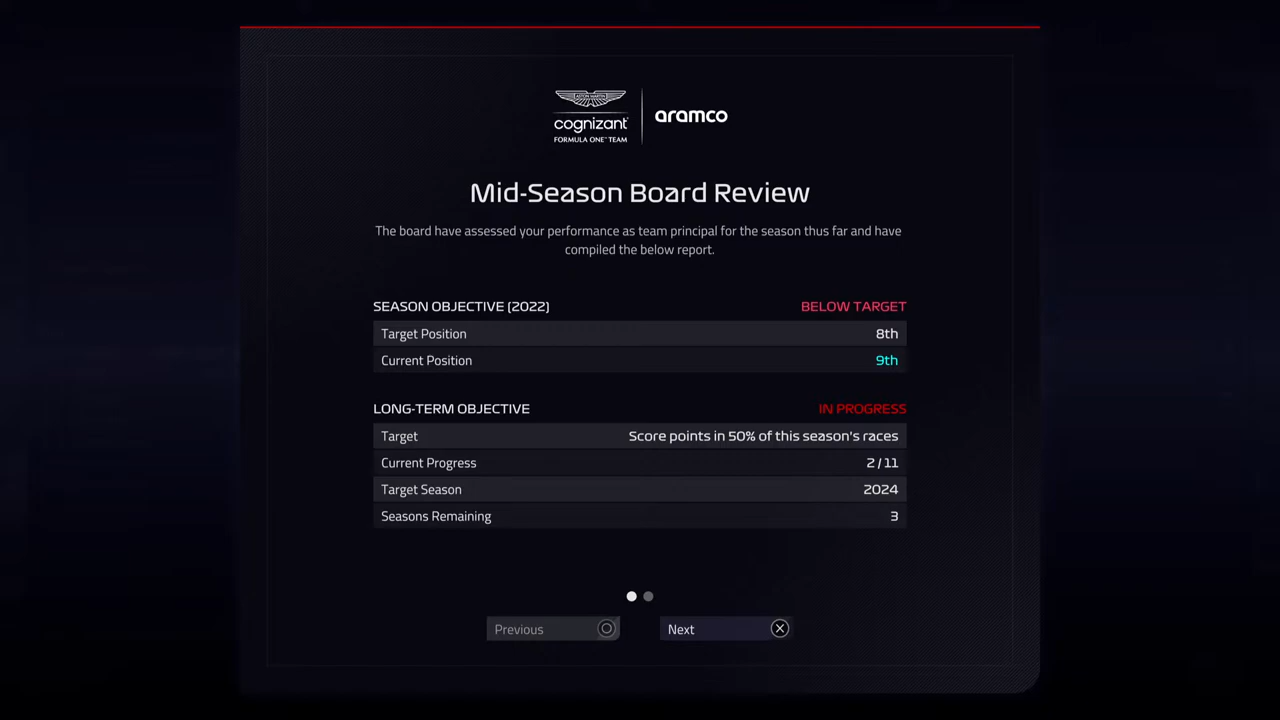 ASTON MARTIN
cognizant
FORMULA ONE™ TEAM
aramco
Mid-Season Board Review
The board have assessed your performance as team principal for the season thus far and have
compiled the below report.
SEASON OBJECTIVE (2022) BELOW TARGET
Target Position 8th
Current Position 9th
LONG-TERM OBJECTIVE IN PROGRESS
Target Score points in 50% of this season's races
Current Progress 2 / 11
Target Season 2024
Seasons Remaining 3
Previous
Next